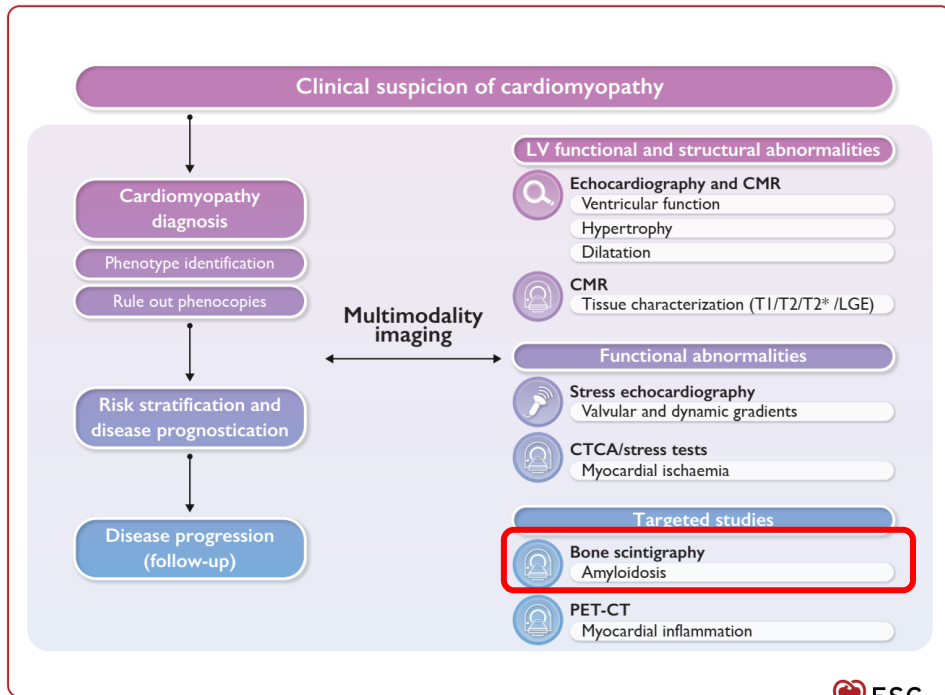 Clinical suspicion of cardiomyopathy
Cardiomyopathy
diagnosis
Phenotype identification
Rule out phenocopies
Risk stratification and
disease prognostication
Disease progression
(follow-up)
Multimodality
imaging
LV functional and structural abnormalities
Echocardiography and CMR
Ventricular function
Hypertrophy
Dilatation
CMR
Tissue characterization (T1/T2/T2* /LGE)
Functional abnormalities
Stress echocardiography
Valvular and dynamic gradients
CTCA/stress tests
Myocardial ischaemia
Targeted studies
Bone scintigraphy
Amyloidosis
PET-CT
Myocardial inflammation
ESC